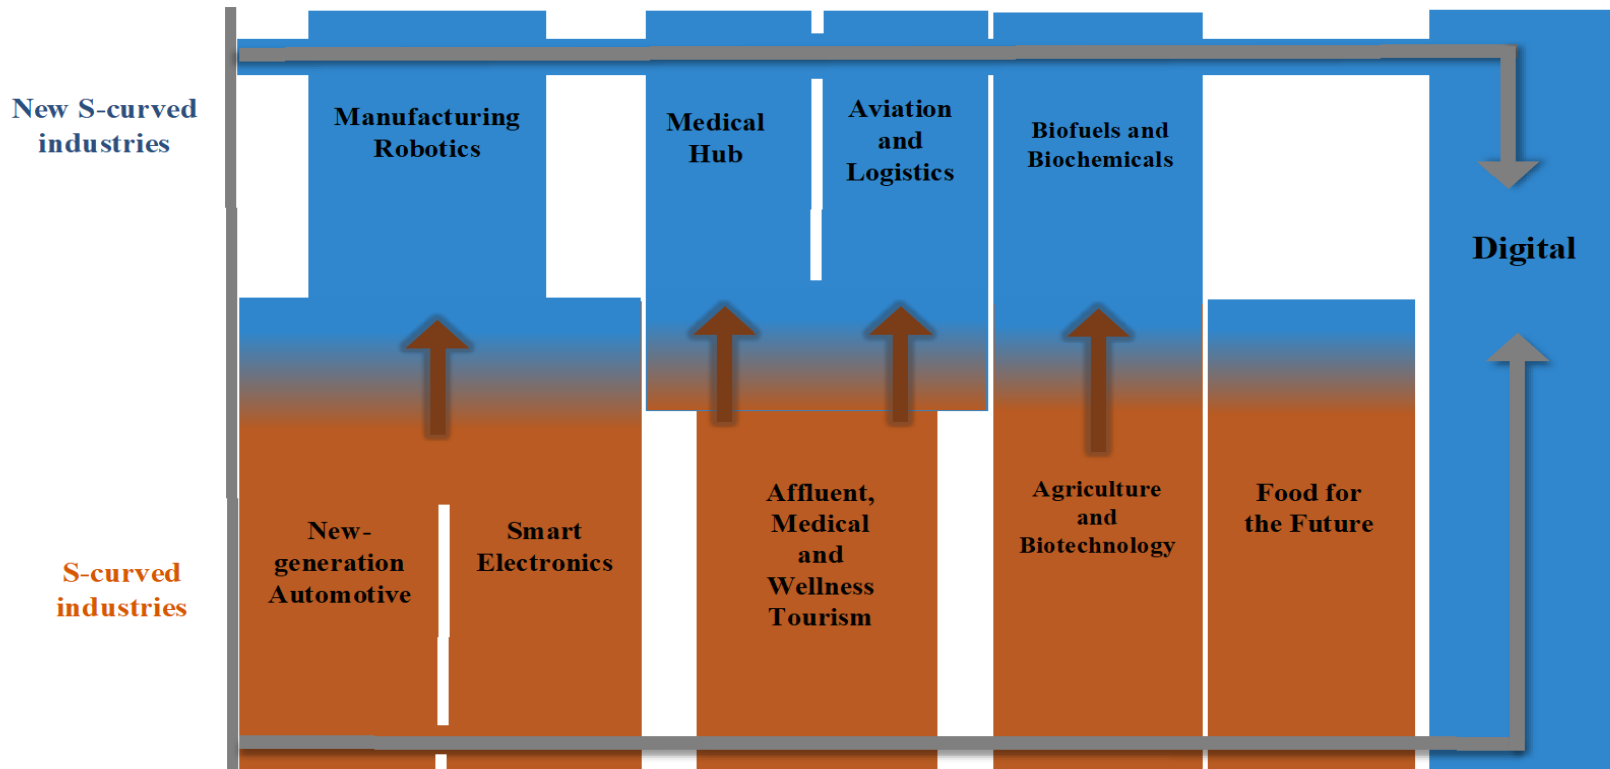 New S-curved
industries
Manufacturing
Robotics
Medical
Hub
Aviation
and
Logistics
Biofuels and
Biochemicals
Digital
S-curved
industries
New-
generation
Automotive
Smart
Electronics
Affluent,
Medical
and
Wellness
Tourism
Agriculture
and
Biotechnology
Food for
the Future